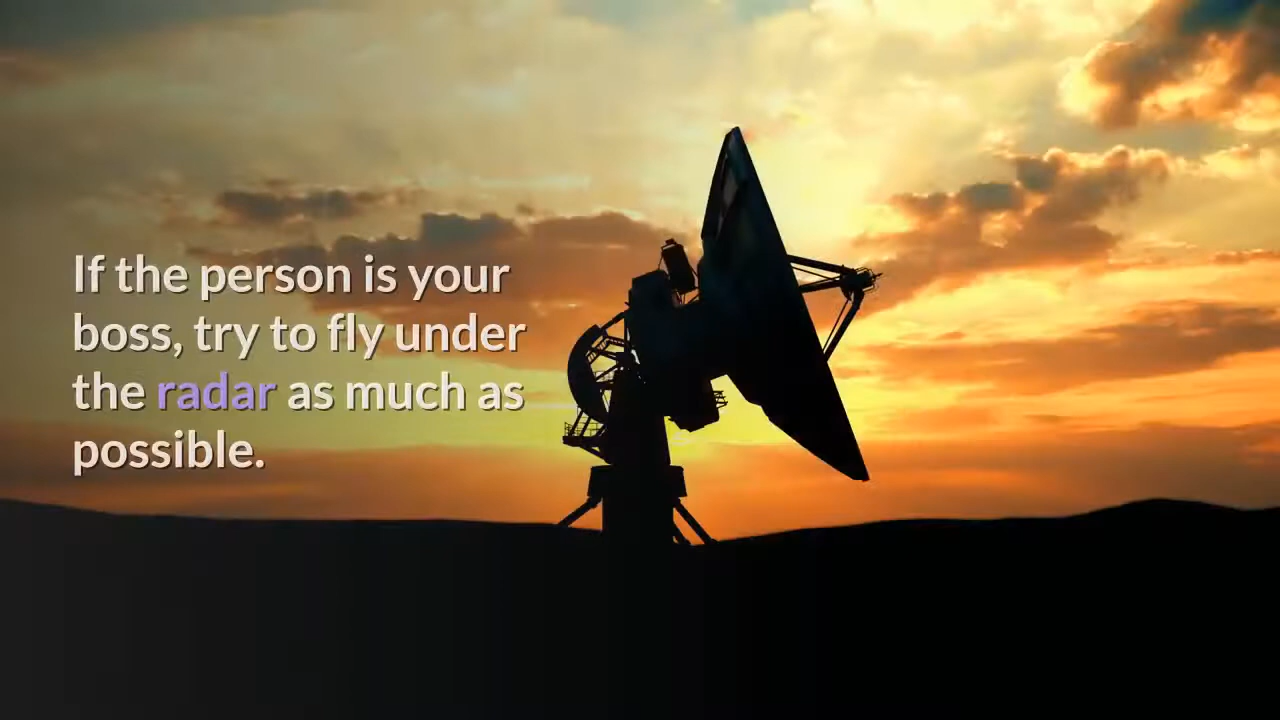 If the person is your
boss, try to fly under
the radar as much as
possible.